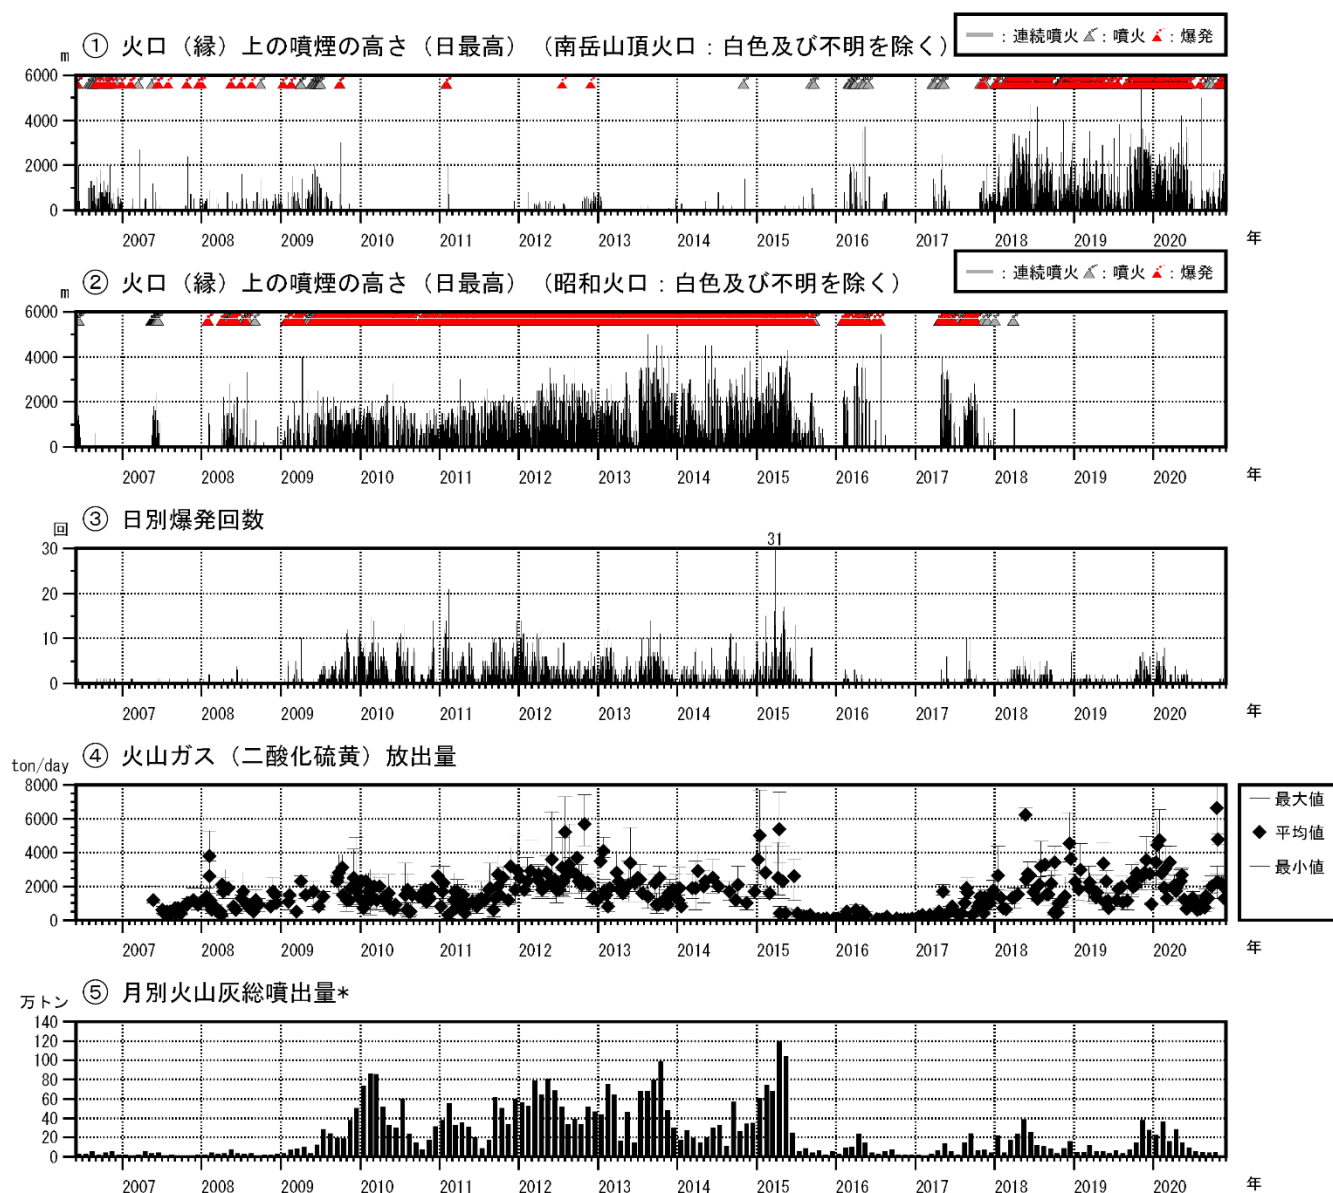 ① 火口（縁）上の噴煙の高さ（日最高）（南岳山頂火口：白色及び不明を除く）
：連続噴火 ：噴火 ：爆発
m
6000
4000
2000
0
2007 2008 2009 2010 2011 2012 2013 2014 2015 2016 2017 2018 2019 2020 年
② 火口（縁）上の噴煙の高さ（日最高）（昭和火口：白色及び不明を除く）
：連続噴火 ：噴火 ：爆発
m
6000
4000
2000
0
2007 2008 2009 2010 2011 2012 2013 2014 2015 2016 2017 2018 2019 2020 年
③ 日別爆発回数
回
31
30
20
10
0
2007 2008 2009 2010 2011 2012 2013 2014 2015 2016 2017 2018 2019 2020 年
④ 火山ガス（二酸化硫黄）放出量
ton/day
8000
6000
4000
2000
0
最大値
平均値
最小値
2007 2008 2009 2010 2011 2012 2013 2014 2015 2016 2017 2018 2019 2020 年
⑤ 月別火山灰総噴出量*
万トン
140
120
100
80
60
40
20
0
2007 2008 2009 2010 2011 2012 2013 2014 2015 2016 2017 2018 2019 2020 年